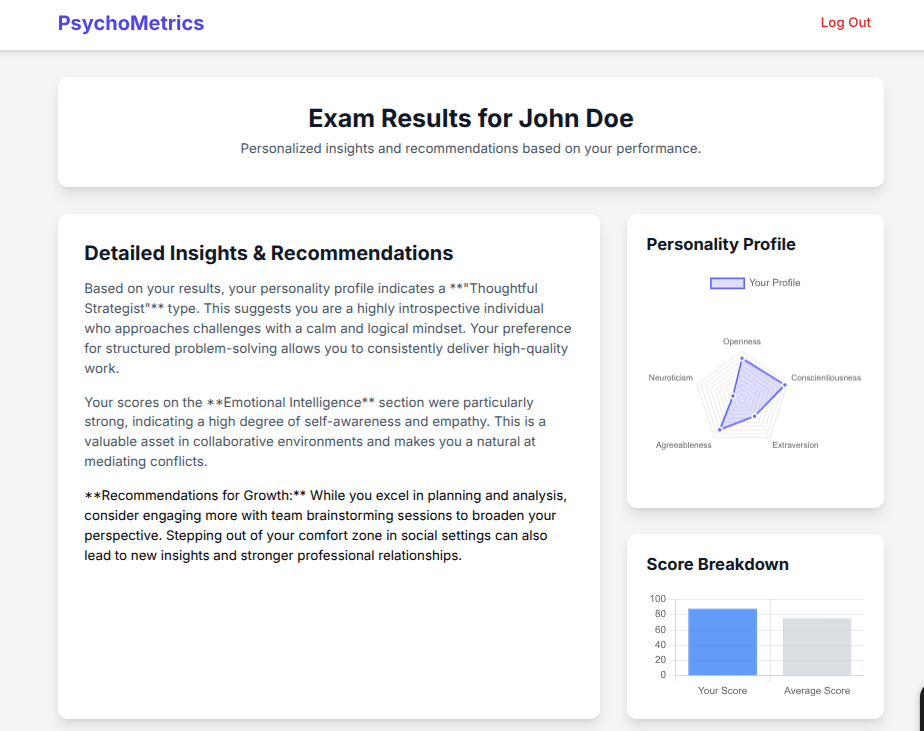 PsychoMetrics
Log Out
Exam Results for John Doe
Personalized insights and recommendations based on your performance.
Detailed Insights & Recommendations
Based on your results, your personality profile indicates a **"Thoughtful
Strategist"** type. This suggests you are a highly introspective individual
who approaches challenges with a calm and logical mindset. Your preference
for structured problem-solving allows you to consistently deliver high-quality
work.
Your scores on the **Emotional Intelligence** section were particularly
strong, indicating a high degree of self-awareness and empathy. This is a
valuable asset in collaborative environments and makes you a natural at
mediating conflicts.
**Recommendations for Growth:** While you excel in planning and analysis,
consider engaging more with team brainstorming sessions to broaden your
perspective. Stepping out of your comfort zone in social settings can also
lead to new insights and stronger professional relationships.
Personality Profile
Your Profile
Openness
Neuroticism
Conscientiousness
Agreeableness
Extraversion
Score Breakdown
100
80
60
40
20
0
Your Score
Average Score